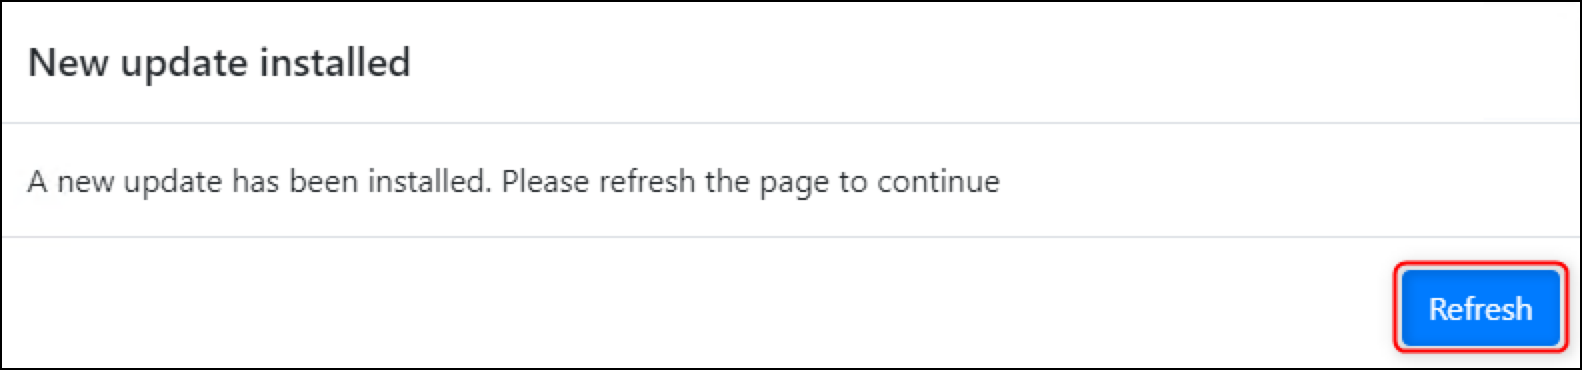 New update installed
A new update has been installed. Please refresh the page to continue
Refresh